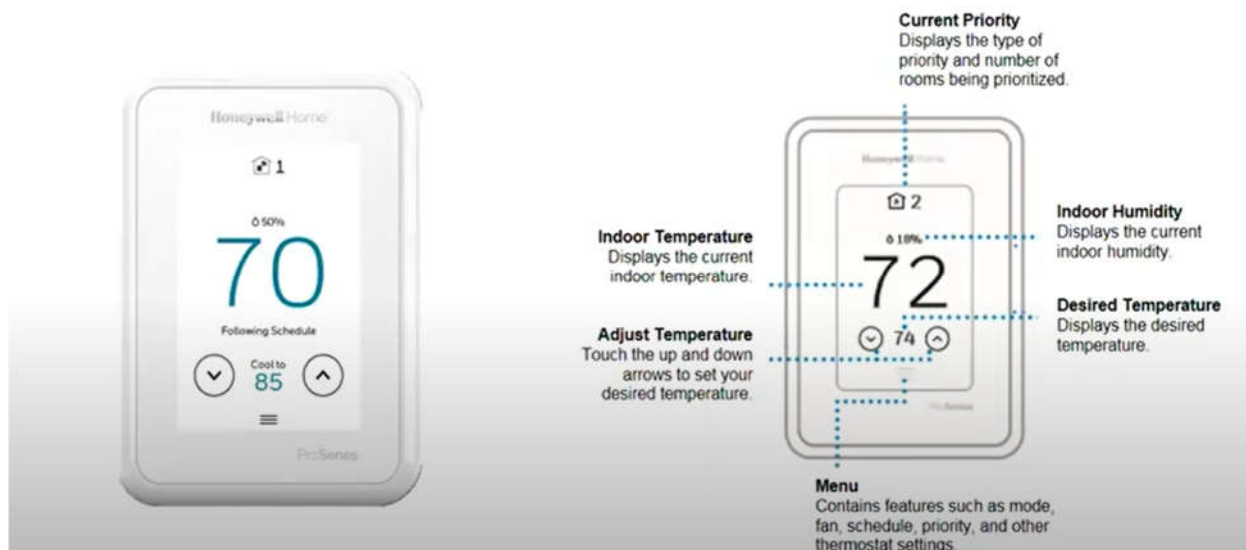 Honeywell Home
1
50%
70
Following Schedule
Cool to
85
ProSeries
Current Priority
Displays the type of
priority and number of
rooms being prioritized.
Honeywell Home
2
18%
72
74
ProSeries
Indoor Temperature
Displays the current
indoor temperature.
Adjust Temperature
Touch the up and down
arrows to set your
desired temperature.
Indoor Humidity
Displays the current
indoor humidity.
Desired Temperature
Displays the desired
temperature.
Menu
Contains features such as mode,
fan, schedule, priority, and other
thermostat settings.